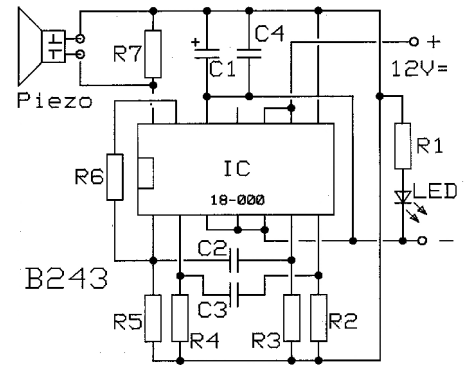 C4
+
R7
C1
+
12V=
Piezo
IC
R1
R6
18-000
LED
C2
−
B243
C3
R5
R4
R3
R2